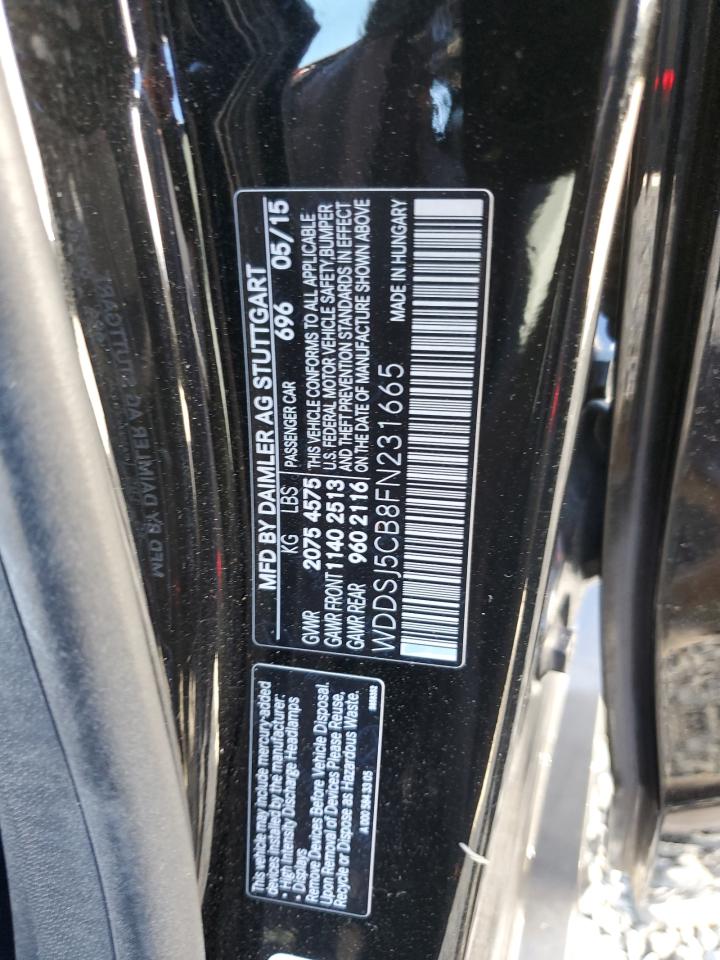 MFD BY DAIMLER AG STUTTGART
KG LBS PASSENGER CAR 696 05/15
GVWR 2075 4575
GAWR FRONT 1140 2513
GAWR REAR 960 2116
THIS VEHICLE CONFORMS TO ALL APPLICABLE
U.S. FEDERAL MOTOR VEHICLE SAFETY, BUMPER
AND THEFT PREVENTION STANDARDS IN EFFECT
ON THE DATE OF MANUFACTURE SHOWN ABOVE
WDDSJ5CB8FN231665 MADE IN HUNGARY
This vehicle may include mercury-added
devices installed by the manufacturer:
• High Intensity Discharge Headlamps
• Displays
Remove Devices Before Vehicle Disposal.
Upon Removal of Devices Please Reuse,
Recycle or Dispose as Hazardous Waste.
A 000 584 33 05